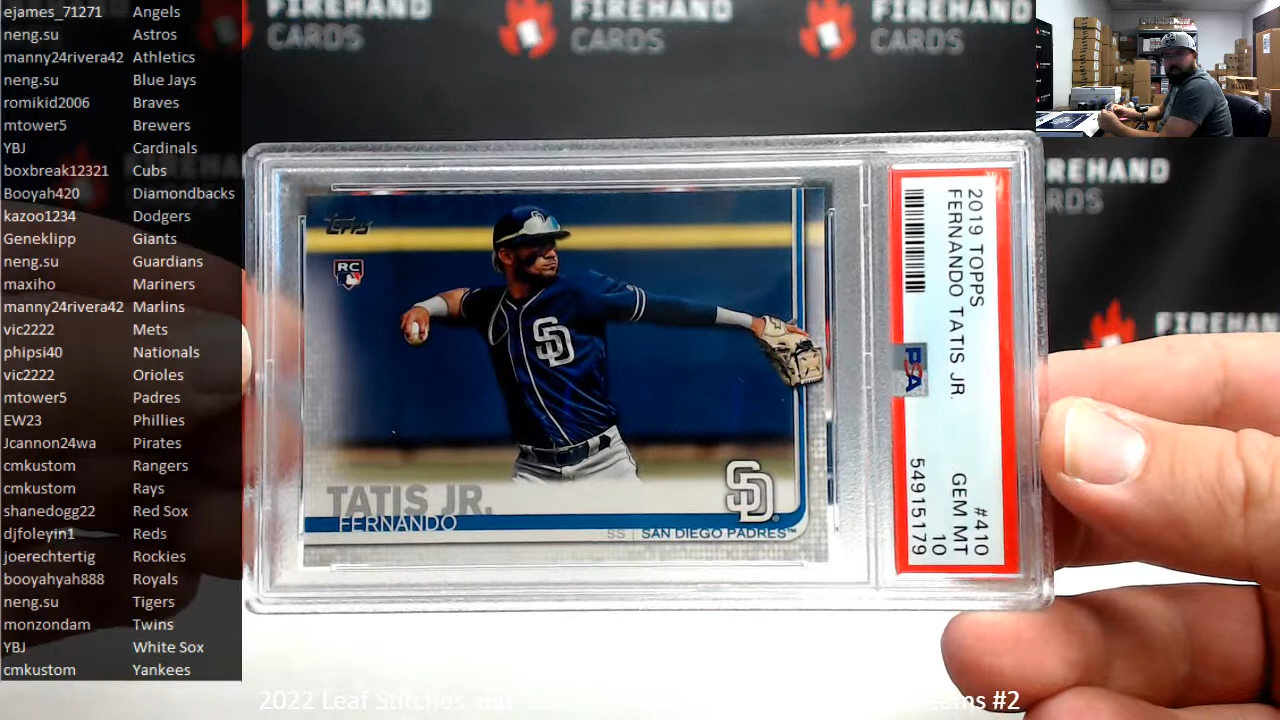 ejames_71271 Angels
neng.su Astros
manny24rivera42 Athletics
neng.su Blue Jays
romikid2006 Braves
mtower5 Brewers
YBJ Cardinals
boxbreak12321 Cubs
Booyah420 Diamondbacks
kazoo1234 Dodgers
Geneklipp Giants
neng.su Guardians
maxiho Mariners
manny24rivera42 Marlins
vic2222 Mets
phipsi40 Nationals
vic2222 Orioles
mtower5 Padres
EW23 Phillies
Jcannon24wa Pirates
cmkustom Rangers
cmkustom Rays
shanedogg22 Red Sox
djfoleyin1 Reds
joerechtertig Rockies
booyahyah888 Royals
neng.su Tigers
monzondam Twins
YBJ White Sox
cmkustom Yankees
FIREHAND
CARDS
FIREHAND
CARDS
FIREHAND
CARDS
FIREHAND
CARDS
FIREHAND
Topps
RC
SD
TATIS JR.
FERNANDO
SD
SS SAN DIEGO PADRES™
2019 TOPPS #410
FERNANDO TATIS JR. GEM MT
10
PSA 54915179
2022 Leaf Stitches and #2